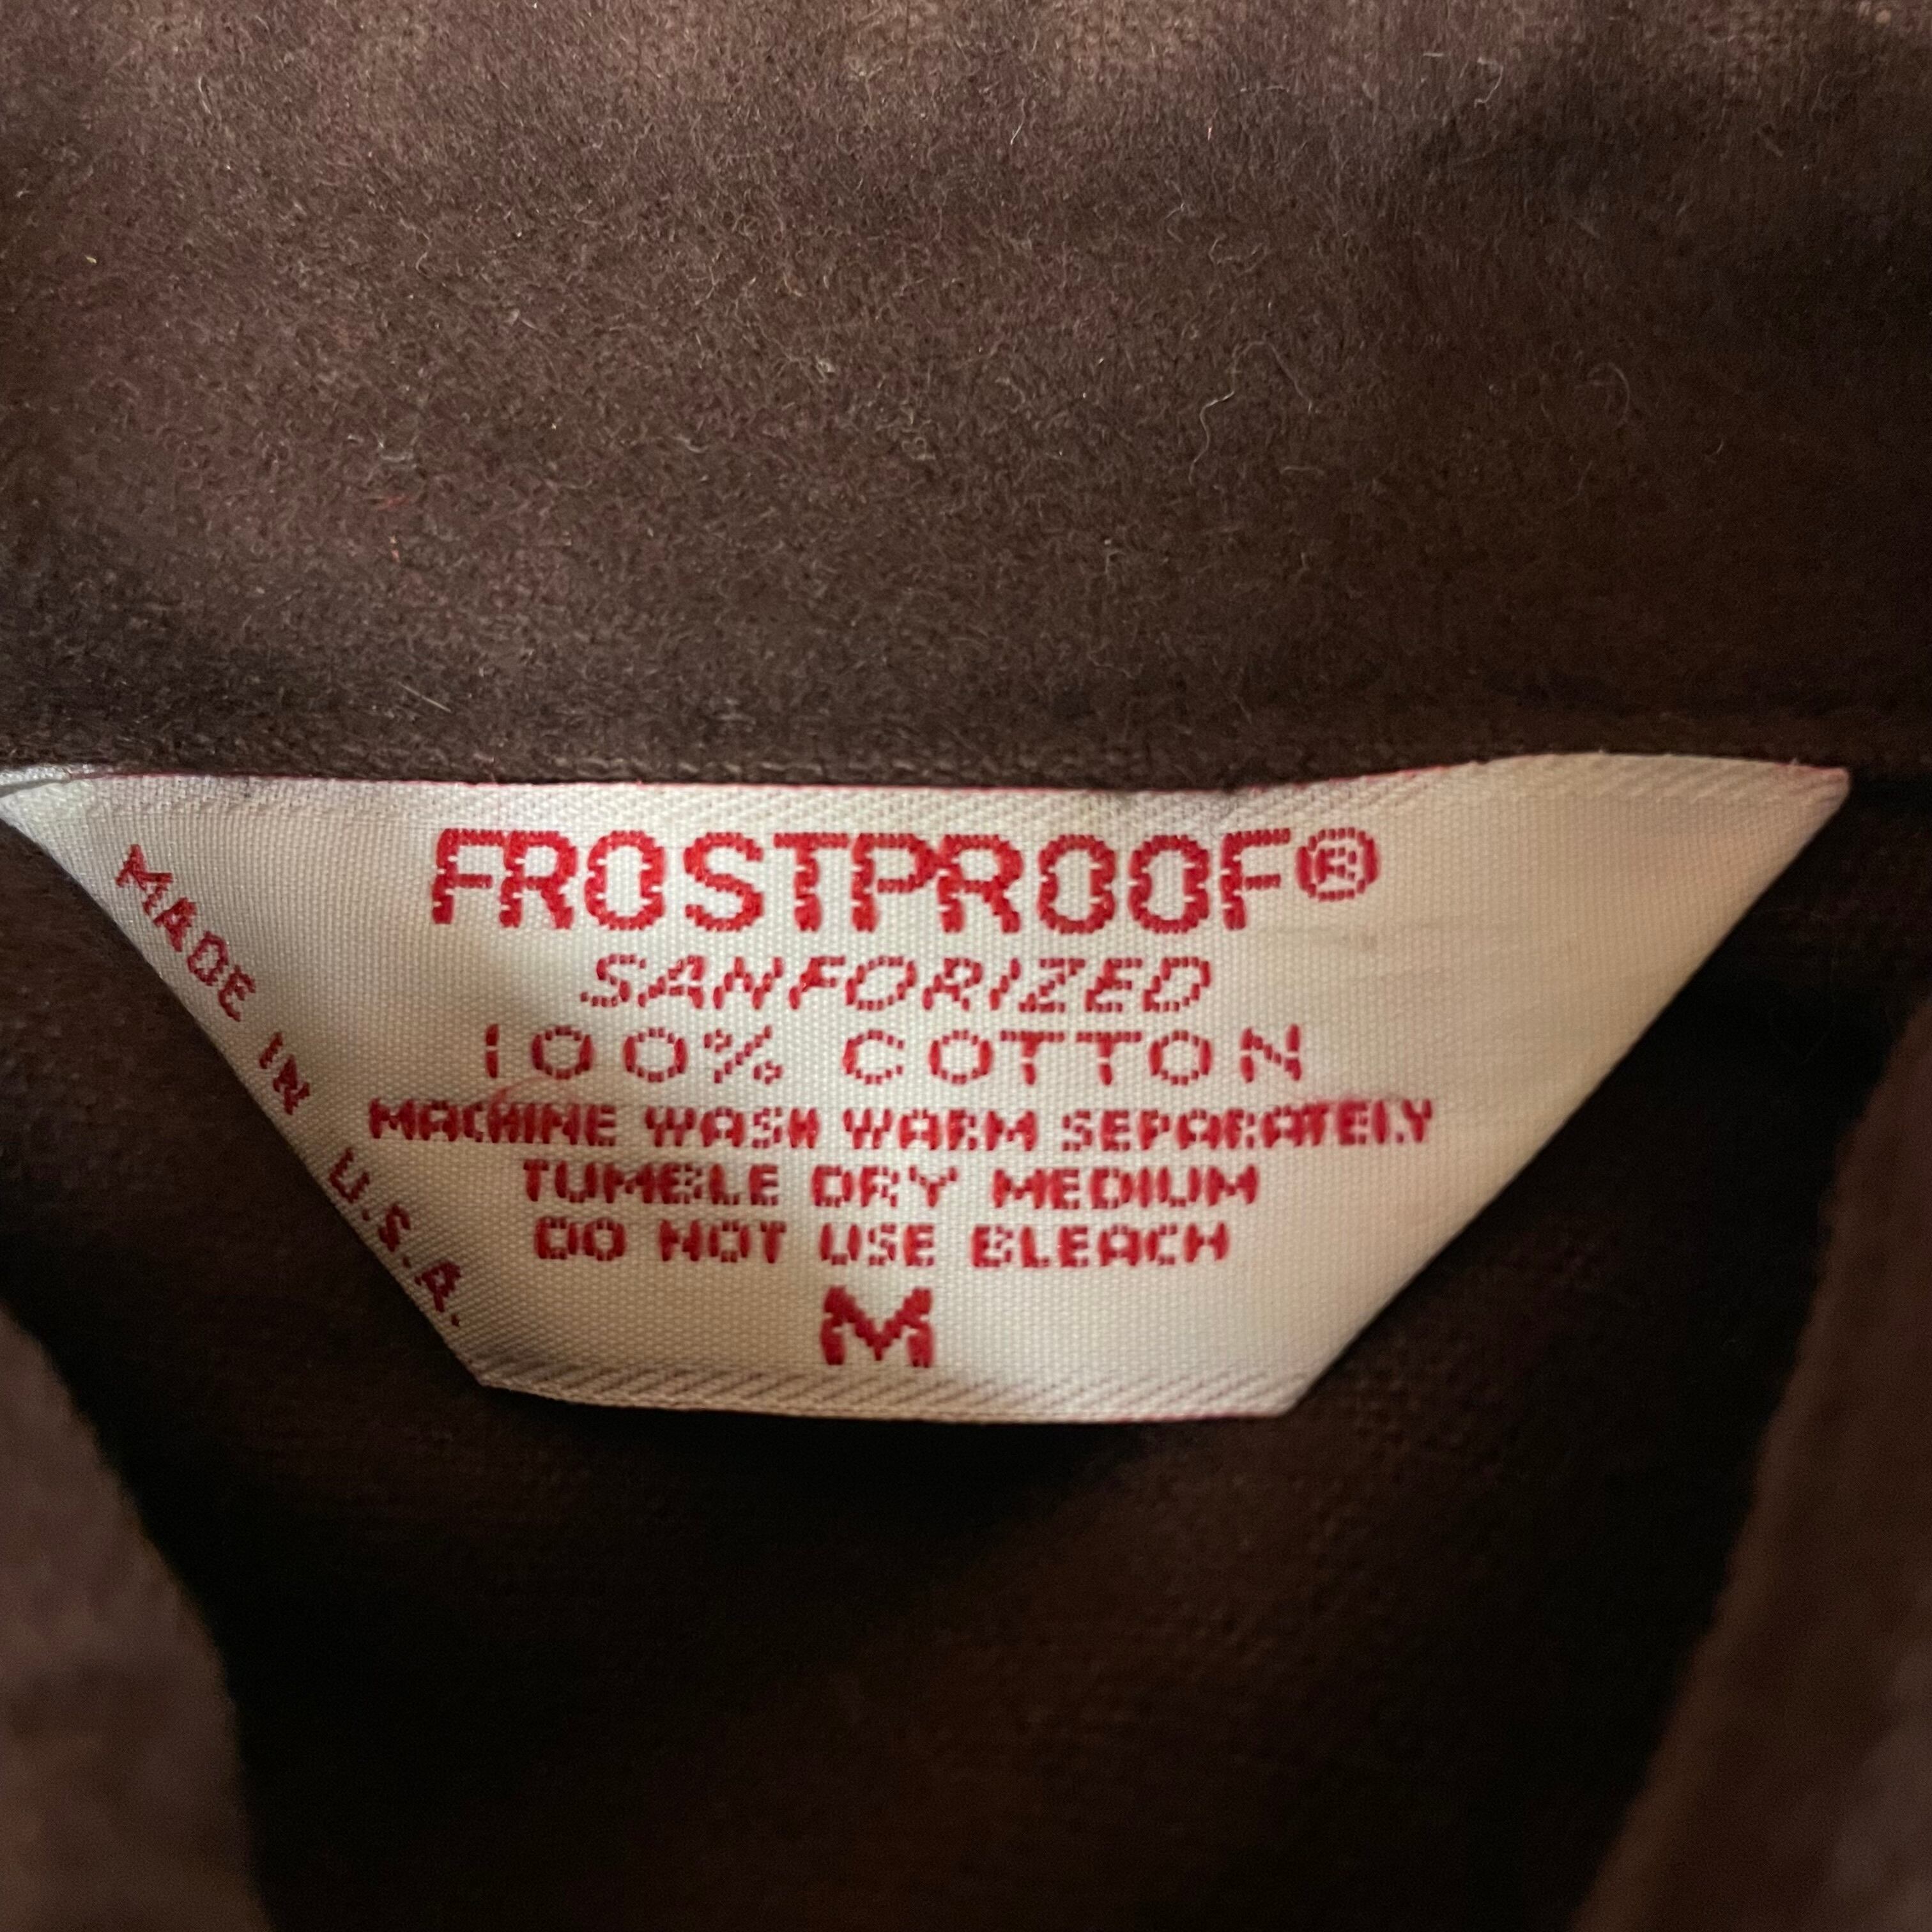 FROSTPROOF®
SANFORIZED
100% COTTON
MACHINE WASH WARM SEPARATELY
TUMBLE DRY MEDIUM
DO NOT USE BLEACH
M
MADE IN U.S.A.